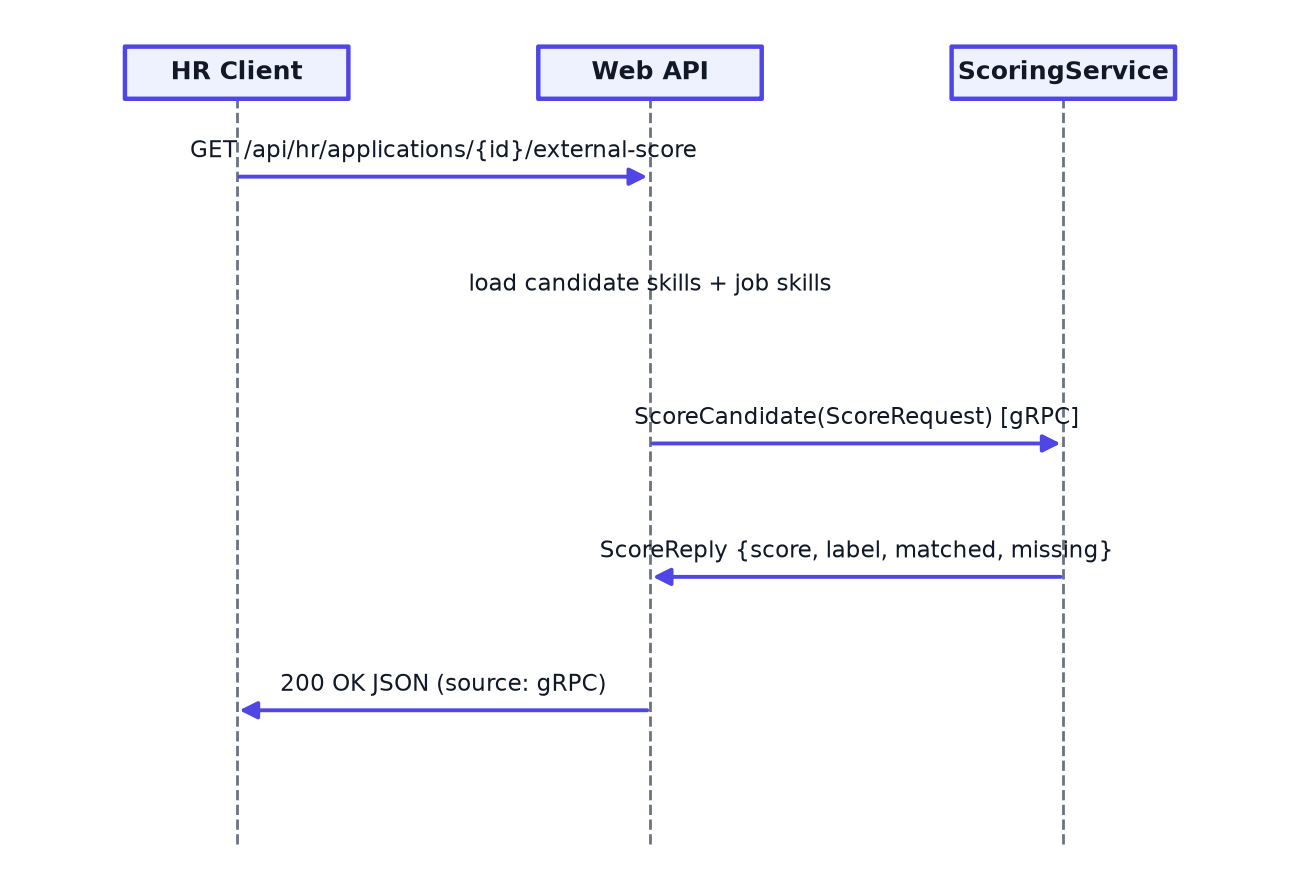 HR Client
Web API
ScoringService
GET /api/hr/applications/{id}/external-score
load candidate skills + job skills
ScoreCandidate(ScoreRequest) [gRPC]
ScoreReply {score, label, matched, missing}
200 OK JSON (source: gRPC)